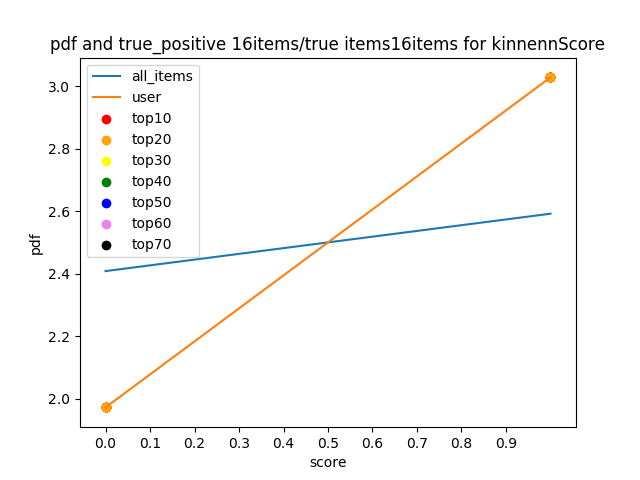 pdf and true_positive 16items/true items16items for kinnennScore
all_items
user
top10
top20
top30
top40
top50
top60
top70
pdf
3.0
2.8
2.6
2.4
2.2
2.0
0.0 0.1 0.2 0.3 0.4 0.5 0.6 0.7 0.8 0.9
score